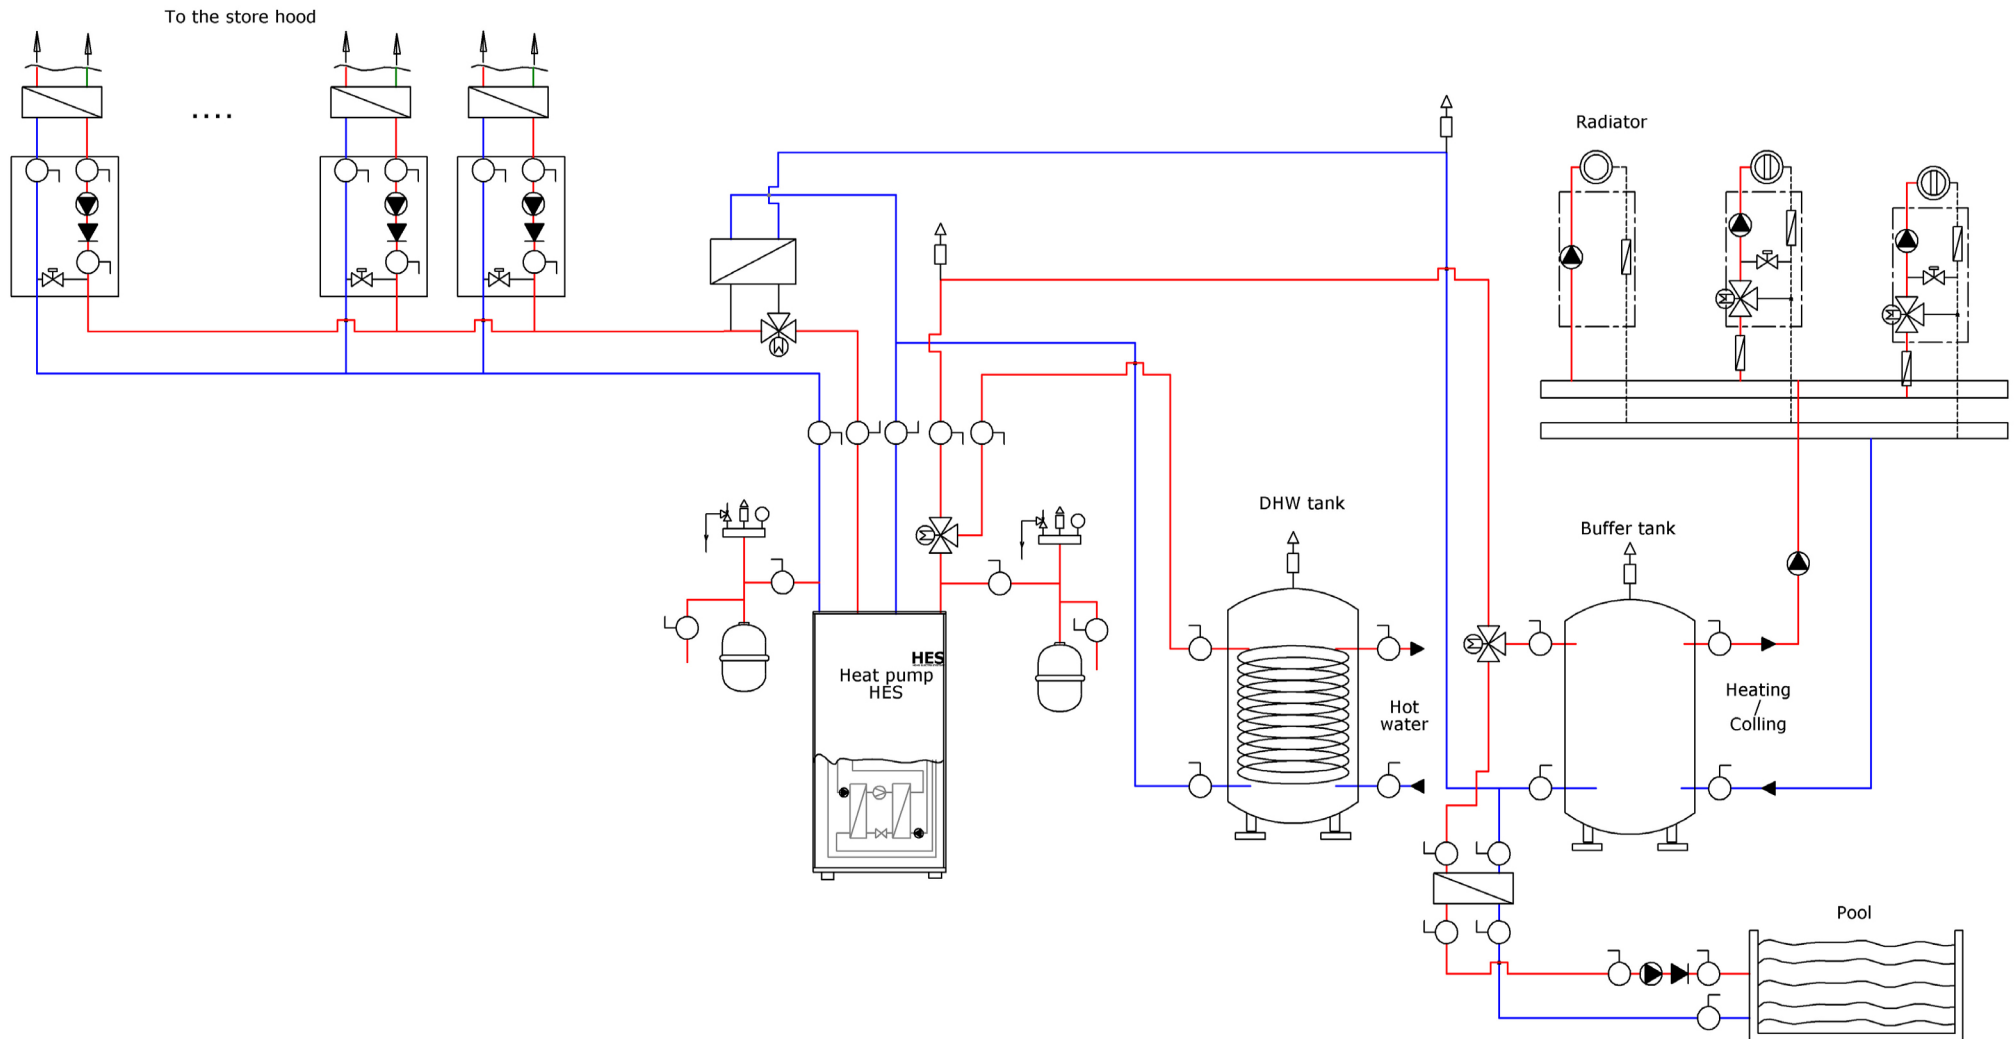 To the store hood
....
Radiator
DHW tank
Buffer tank
HES
Heat pump
HES
Hot
water
Heating
/
Colling
Pool